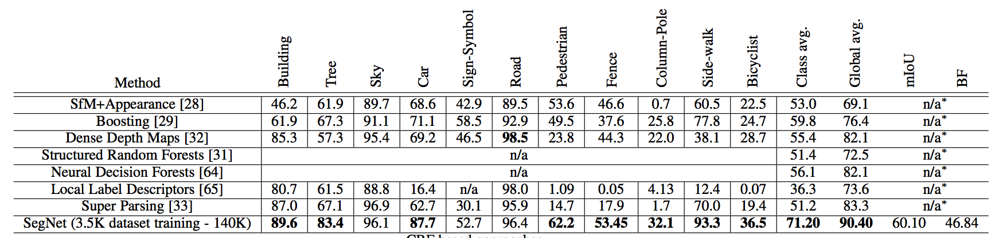 Method Building Tree Sky Car Sign-Symbol Road Pedestrian Fence Column-Pole Side-walk Bicyclist Class avg. Global avg. mIoU BF
SfM+Appearance [28] 46.2 61.9 89.7 68.6 42.9 89.5 53.6 46.6 0.7 60.5 22.5 53.0 69.1 n/a*
Boosting [29] 61.9 67.3 91.1 71.1 58.5 92.9 49.5 37.6 25.8 77.8 24.7 59.8 76.4 n/a*
Dense Depth Maps [32] 85.3 57.3 95.4 69.2 46.5 98.5 23.8 44.3 22.0 38.1 28.7 55.4 82.1 n/a*
Structured Random Forests [31] n/a 51.4 72.5 n/a*
Neural Decision Forests [64] n/a 56.1 82.1 n/a*
Local Label Descriptors [65] 80.7 61.5 88.8 16.4 n/a 98.0 1.09 0.05 4.13 12.4 0.07 36.3 73.6 n/a*
Super Parsing [33] 87.0 67.1 96.9 62.7 30.1 95.9 14.7 17.9 1.7 70.0 19.4 51.2 83.3 n/a*
SegNet (3.5K dataset training - 140K) 89.6 83.4 96.1 87.7 52.7 96.4 62.2 53.45 32.1 93.3 36.5 71.20 90.40 60.10 46.84